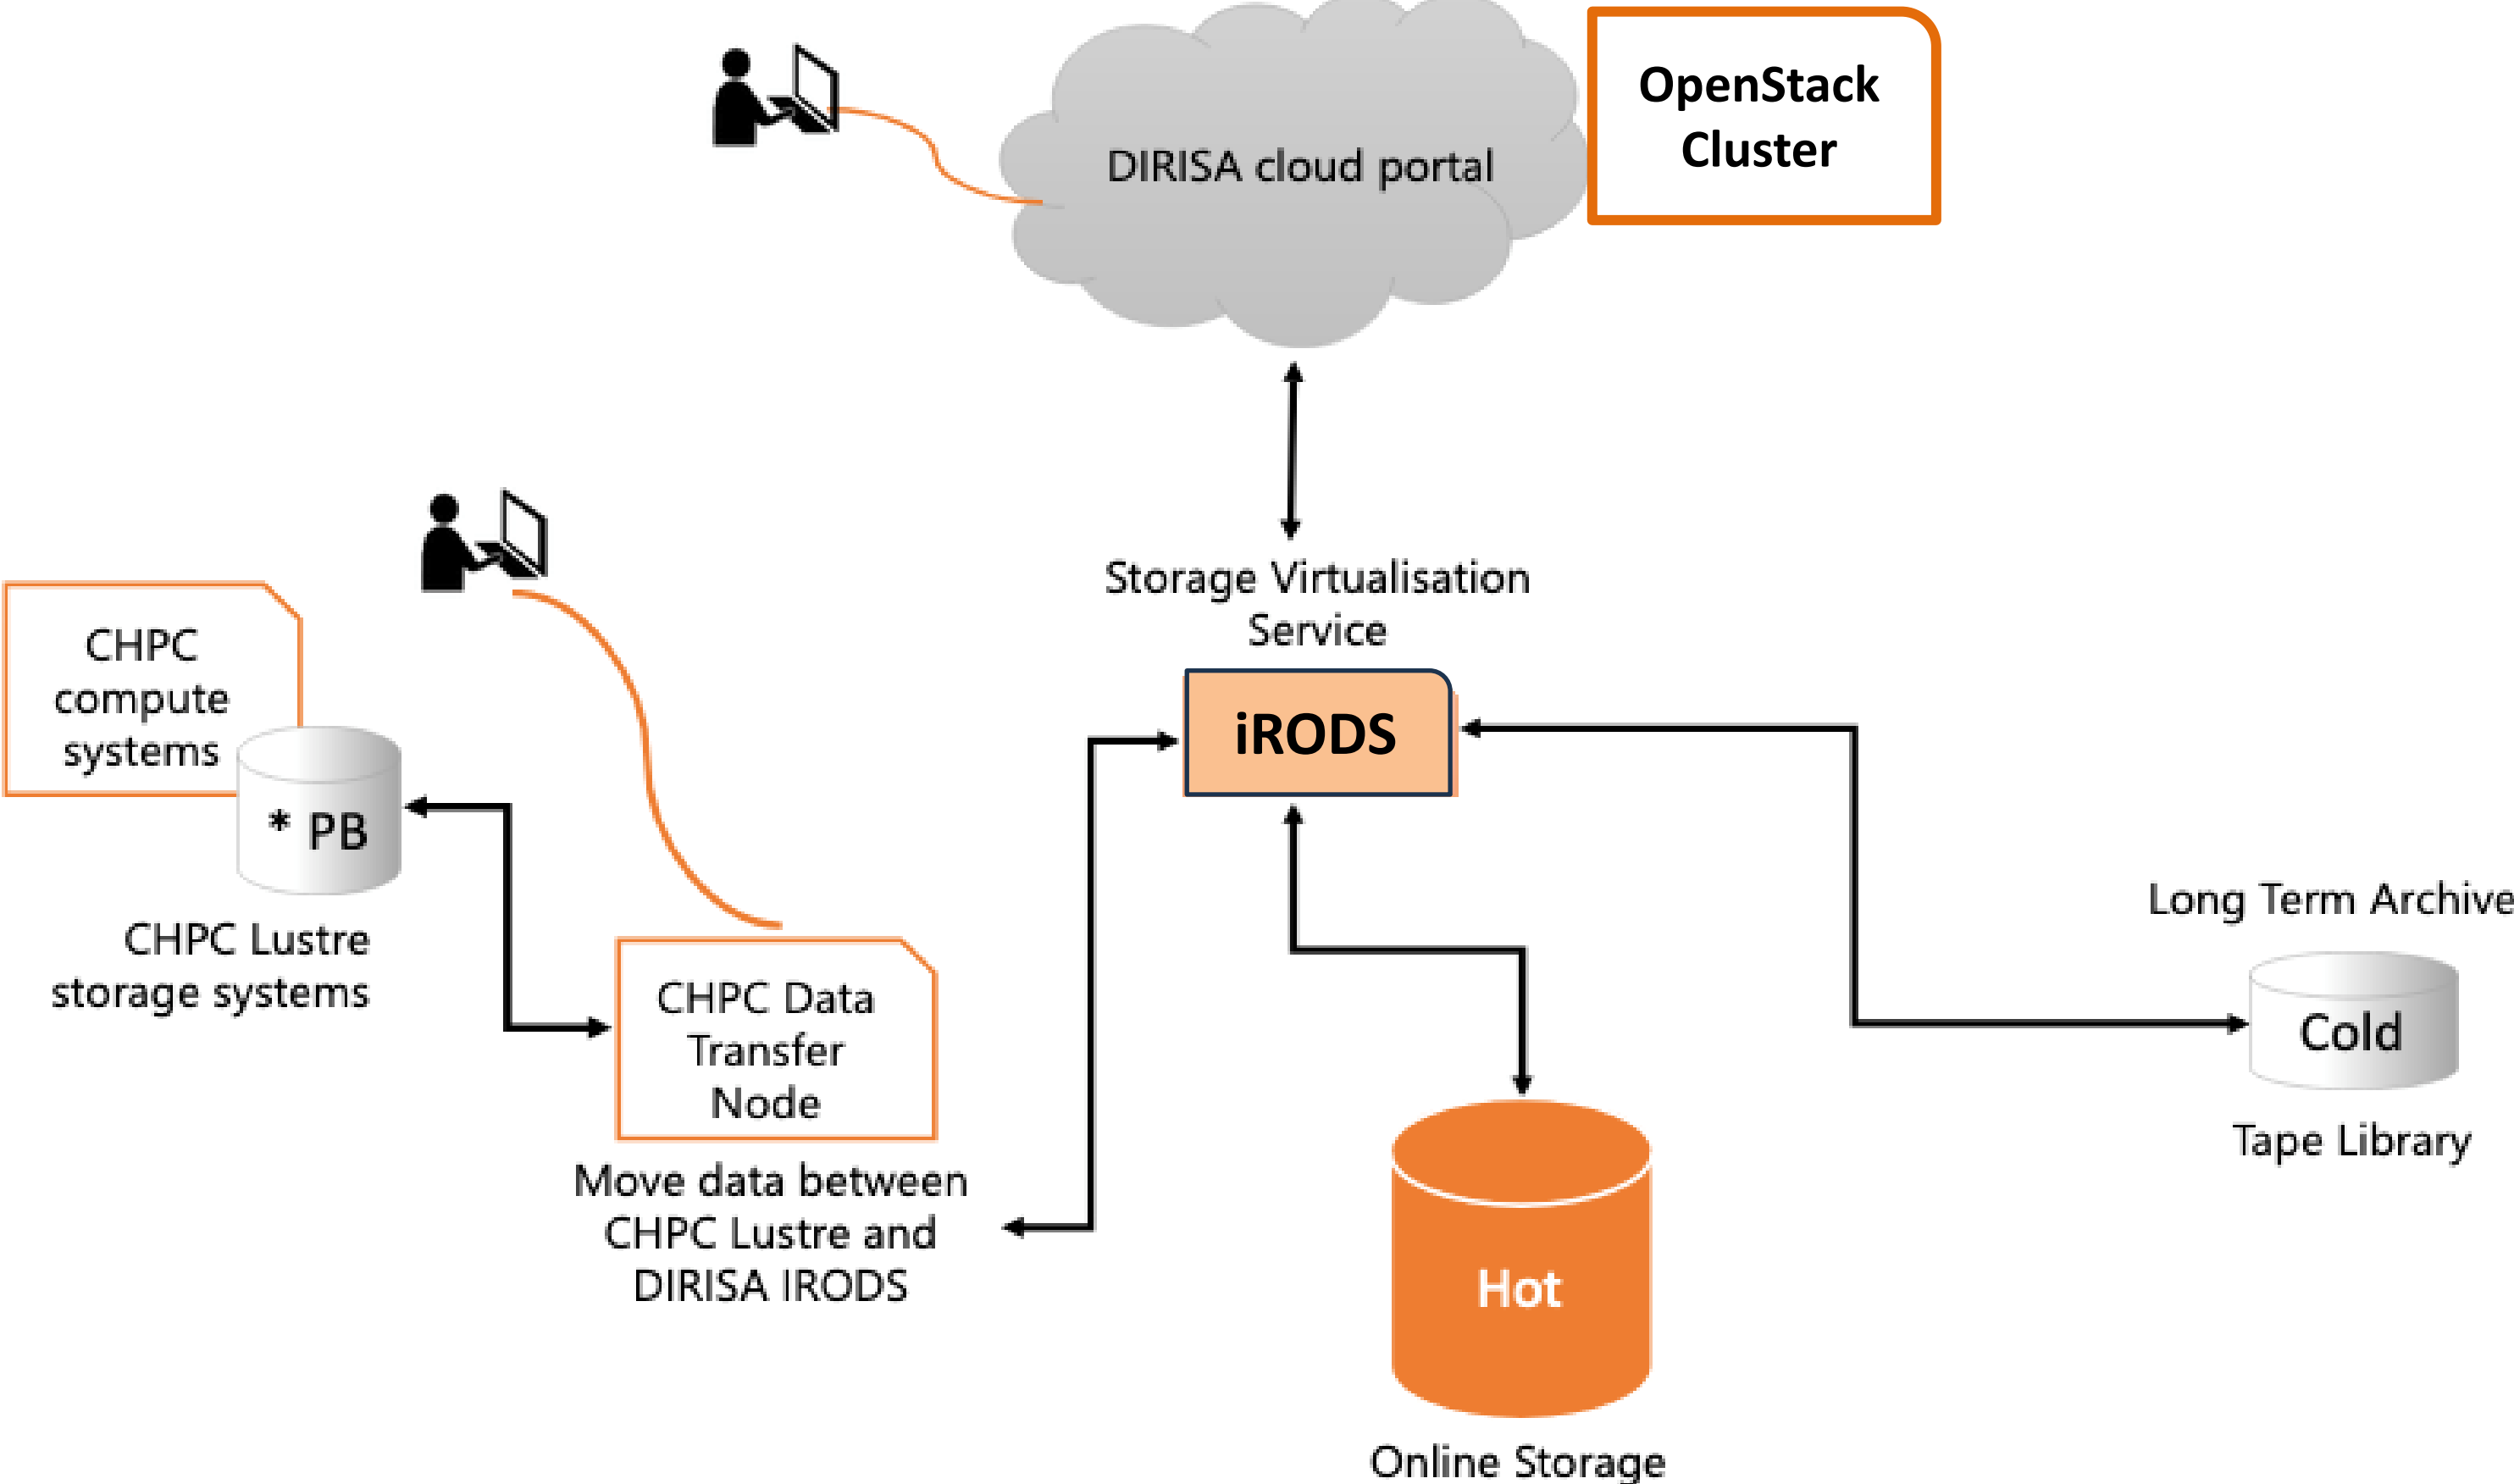 DIRISA cloud portal
OpenStack
Cluster
Storage Virtualisation
Service
iRODS
CHPC
compute
systems
* PB
CHPC Lustre
storage systems
CHPC Data
Transfer
Node
Move data between
CHPC Lustre and
DIRISA IRODS
Hot
Online Storage
Long Term Archive
Cold
Tape Library